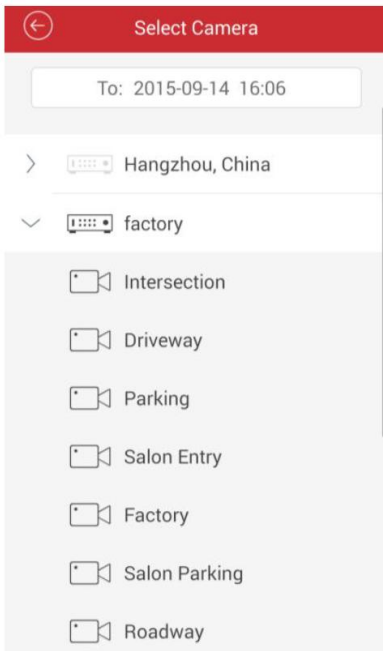 Select Camera
To: 2015-09-14 16:06
Hangzhou, China
factory
Intersection
Driveway
Parking
Salon Entry
Factory
Salon Parking
Roadway